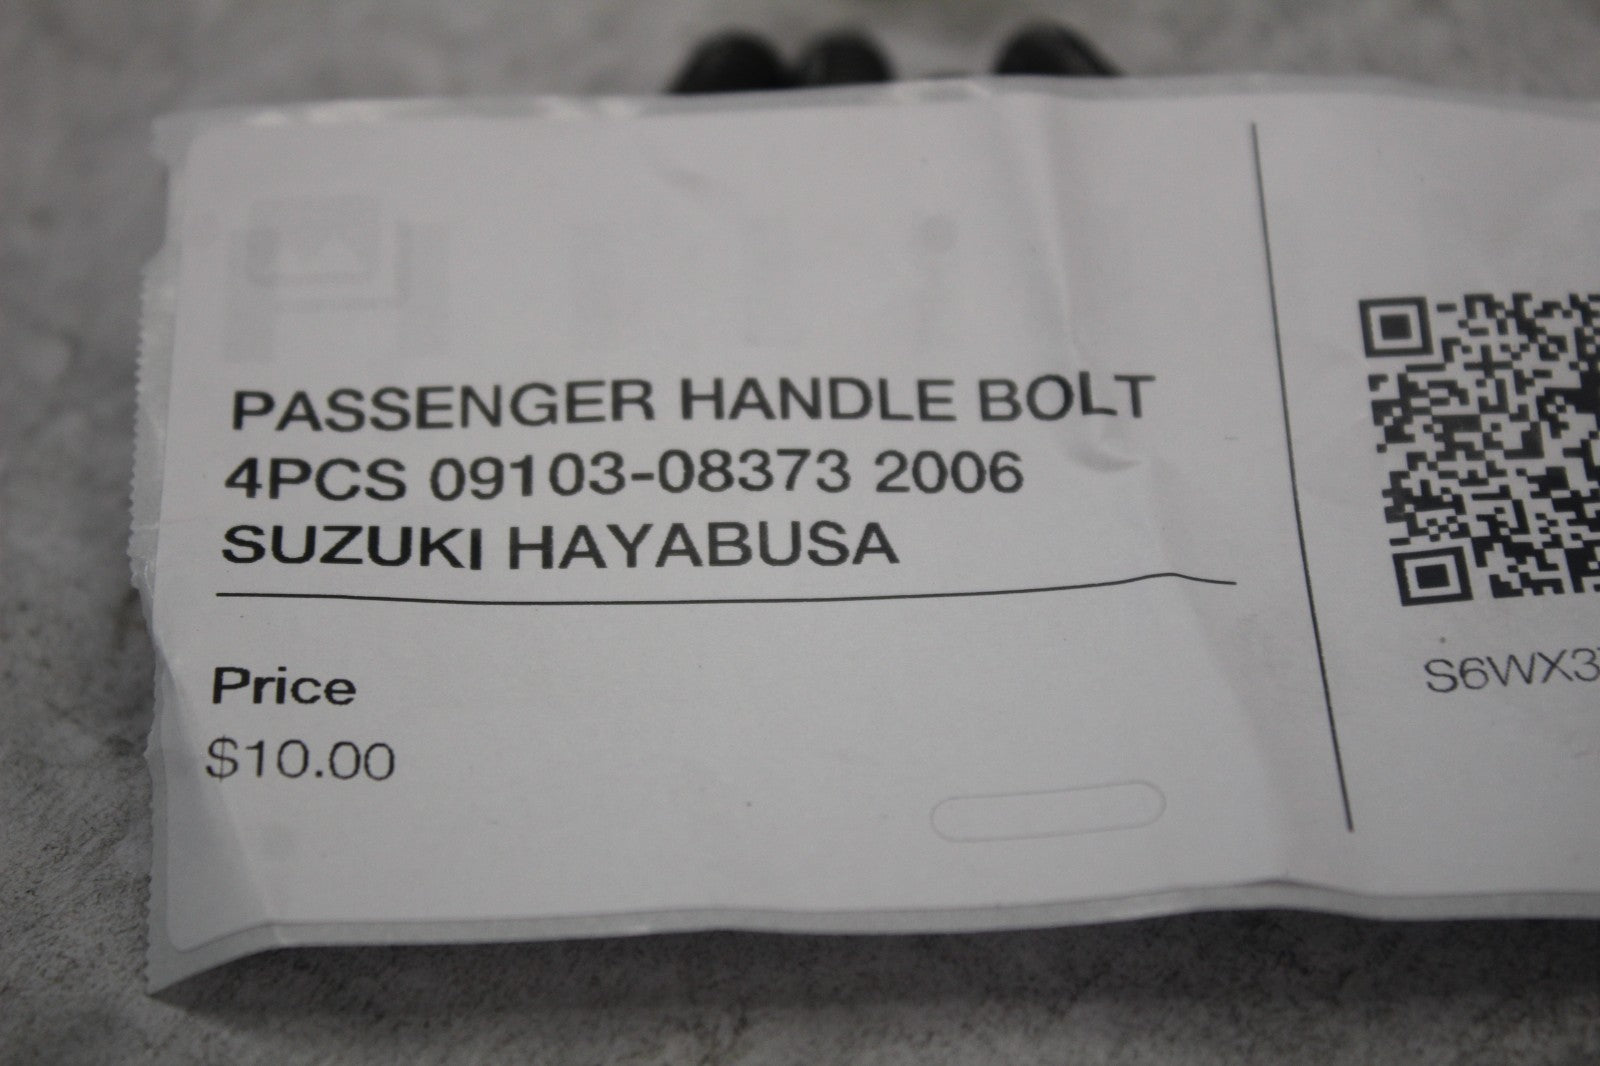 PASSENGER HANDLE BOLT
4PCS 09103-08373 2006
SUZUKI HAYABUSA
Price
$10.00